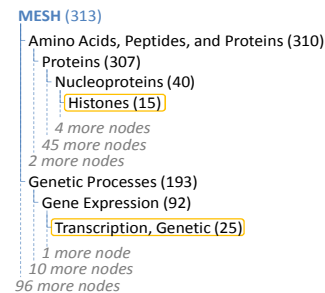 MESH (313)
Amino Acids, Peptides, and Proteins (310)
Proteins (307)
Nucleoproteins (40)
Histones (15)
4 more nodes
45 more nodes
2 more nodes
Genetic Processes (193)
Gene Expression (92)
Transcription, Genetic (25)
1 more node
10 more nodes
96 more nodes